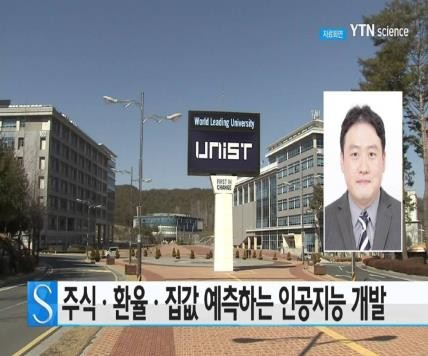 자료화면
YTN science
World Leading University
UNIST
FIRST IN
CHANGE
S 주식·환율·집값 예측하는 인공지능 개발